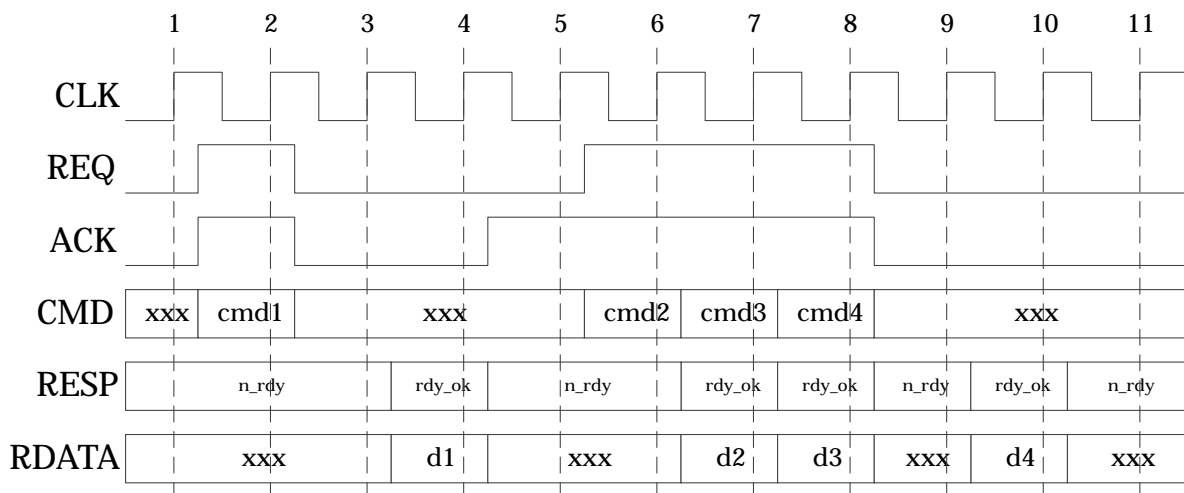 1 2 3 4 5 6 7 8 9 10 11
CLK
REQ
ACK
CMD xxx cmd1 xxx cmd2 cmd3 cmd4 xxx
RESP n_rdy rdy_ok n_rdy rdy_ok rdy_ok n_rdy rdy_ok n_rdy
RDATA xxx d1 xxx d2 d3 xxx d4 xxx